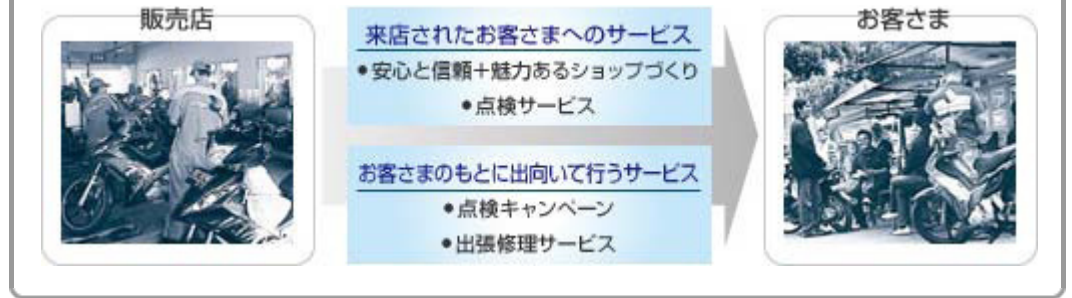 販売店
来店されたお客さまへのサービス
●安心と信頼＋魅力あるショップづくり
●点検サービス
お客さまのもとに出向いて行うサービス
●点検キャンペーン
●出張修理サービス
お客さま